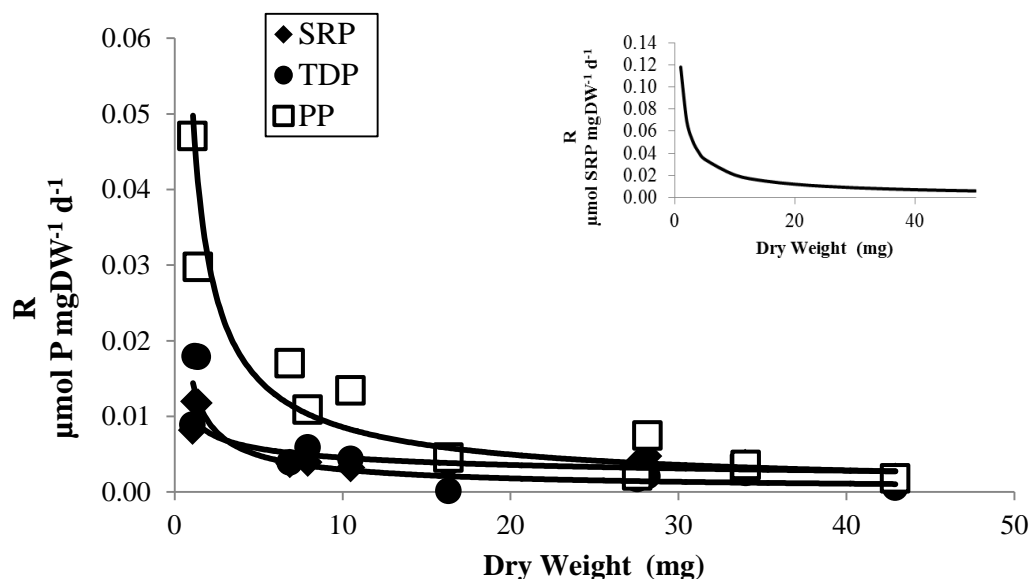 SRP
TDP
PP
0.06
0.05
0.04
0.03
0.02
0.01
0.00
R
µmol P mgDW⁻¹ d⁻¹
0 10 20 30 40 50
Dry Weight (mg)
0.14
0.12
0.10
0.08
0.06
0.04
0.02
0.00
R
µmol SRP mgDW⁻¹ d⁻¹
0 20 40
Dry Weight (mg)